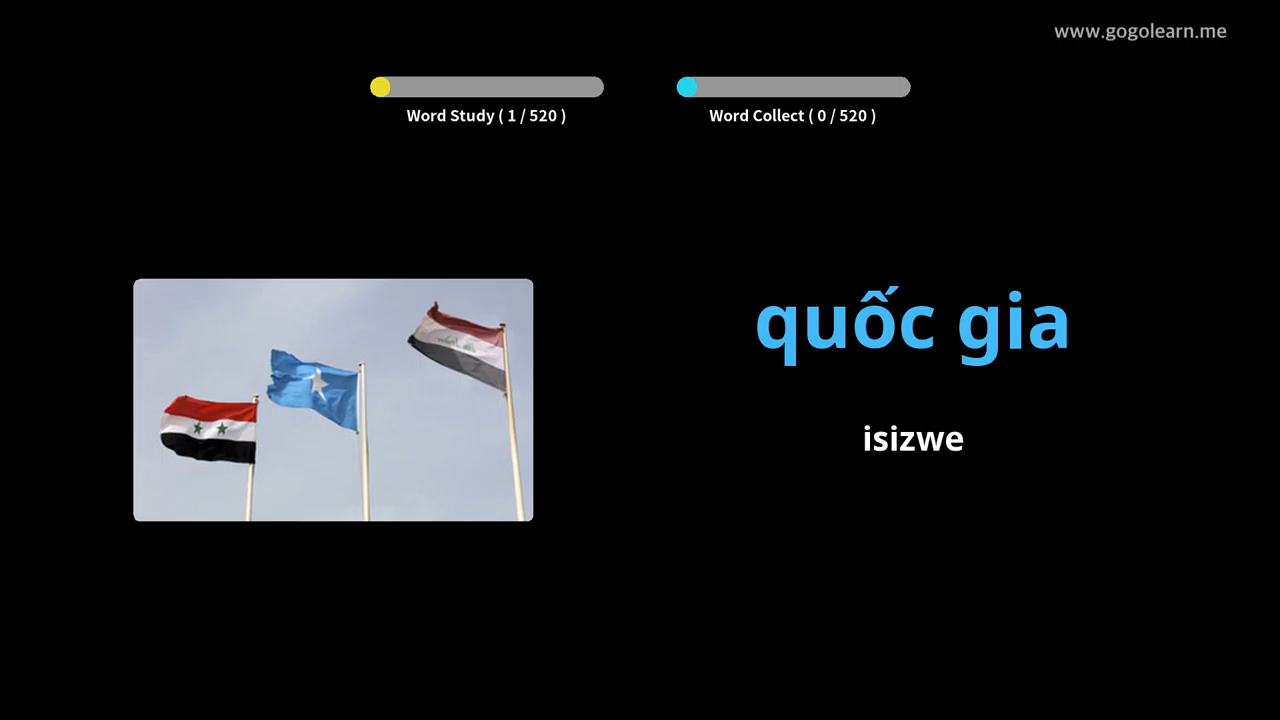 www.gogolearn.me
Word Study ( 1 / 520 )
Word Collect ( 0 / 520 )
quốc gia
isizwe